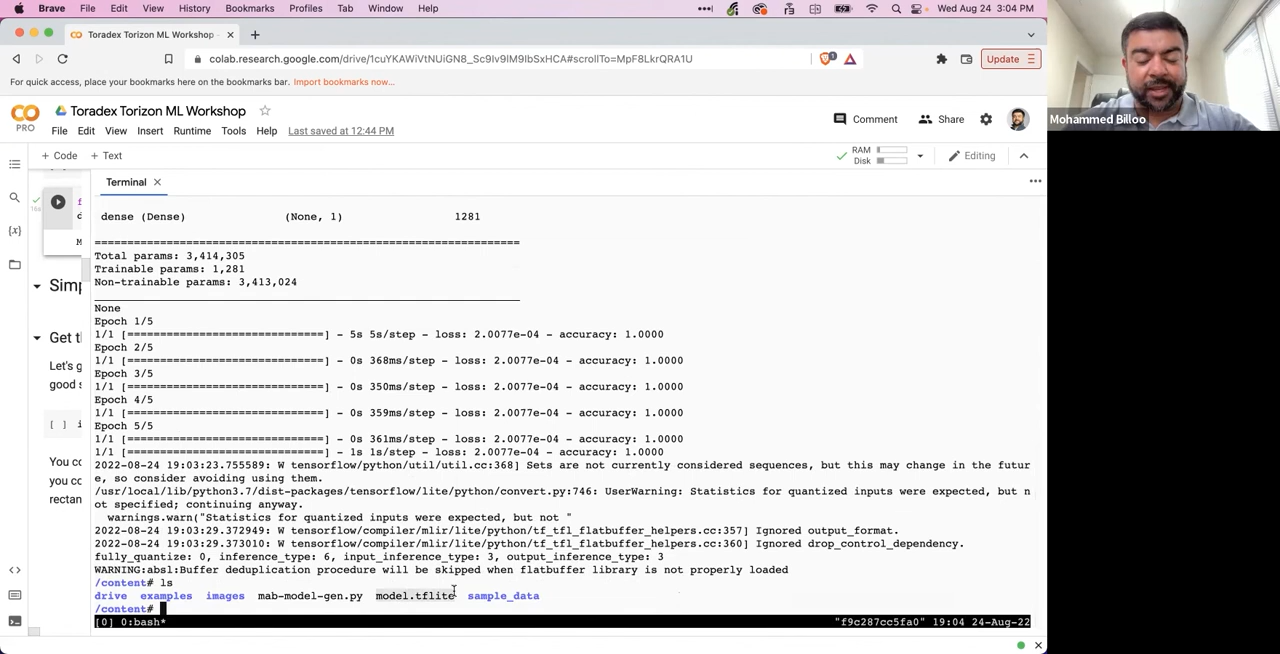 Brave File Edit View History Bookmarks Profiles Tab Window Help Wed Aug 24 3:04 PM
Toradex Torizon ML Workshop
colab.research.google.com/drive/1cuYKAWiVtNUiGN8_Sc9Iv9IM9IbSxHCA#scrollTo=MpF8LkrQRA1U
1
Update
For quick access, place your bookmarks here on the bookmarks bar. Import bookmarks now...
PRO
Toradex Torizon ML Workshop
File Edit View Insert Runtime Tools Help Last saved at 12:44 PM
Comment Share
Mohammed Billoo
+ Code + Text
RAM
Disk
Editing
Terminal
dense (Dense) (None, 1) 1281
=================================================================
Total params: 3,414,305
Trainable params: 1,281
Non-trainable params: 3,413,024
_________________________________________________________________
None
Epoch 1/5
1/1 [==============================] - 5s 5s/step - loss: 2.0077e-04 - accuracy: 1.0000
Epoch 2/5
1/1 [==============================] - 0s 368ms/step - loss: 2.0077e-04 - accuracy: 1.0000
Epoch 3/5
1/1 [==============================] - 0s 350ms/step - loss: 2.0077e-04 - accuracy: 1.0000
Epoch 4/5
1/1 [==============================] - 0s 359ms/step - loss: 2.0077e-04 - accuracy: 1.0000
Epoch 5/5
1/1 [==============================] - 0s 361ms/step - loss: 2.0077e-04 - accuracy: 1.0000
1/1 [==============================] - 1s 1s/step - loss: 2.0077e-04 - accuracy: 1.0000
2022-08-24 19:03:23.755589: W tensorflow/python/util/util.cc:368] Sets are not currently considered sequences, but this may change in the futur
e, so consider avoiding using them.
/usr/local/lib/python3.7/dist-packages/tensorflow/lite/python/convert.py:746: UserWarning: Statistics for quantized inputs were expected, but n
ot specified; continuing anyway.
warnings.warn("Statistics for quantized inputs were expected, but not "
2022-08-24 19:03:29.372949: W tensorflow/compiler/mlir/lite/python/tf_tfl_flatbuffer_helpers.cc:357] Ignored output_format.
2022-08-24 19:03:29.373010: W tensorflow/compiler/mlir/lite/python/tf_tfl_flatbuffer_helpers.cc:360] Ignored drop_control_dependency.
fully_quantize: 0, inference_type: 6, input_inference_type: 3, output_inference_type: 3
WARNING:absl:Buffer deduplication procedure will be skipped when flatbuffer library is not properly loaded
/content# ls
drive examples images mab-model-gen.py model.tflite sample_data
/content#
[0] 0:bash* "f9c287cc5fa0" 19:04 24-Aug-22
f
d
M
Simp
Get t
Let's g
good s
[ ] i
You co
you co
rectan